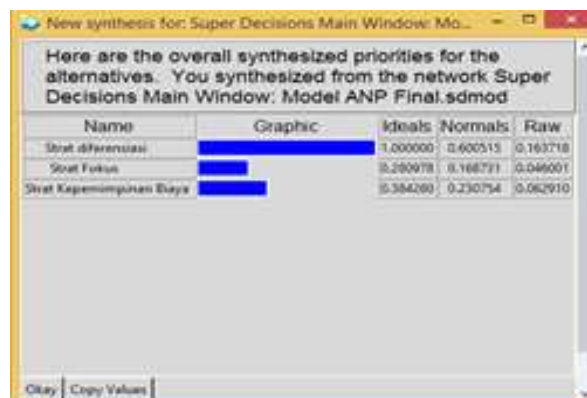 New synthesis for: Super Decisions Main Window: Mo...
Here are the overall synthesized priorities for the
alternatives. You synthesized from the network Super
Decisions Main Window: Model ANP Final.sdmod
Name Graphic Ideals Normals Raw
Strat diferensiasi 1.000000 0.600515 0.163718
Strat Fokus 0.280978 0.168731 0.046001
Strat Kepemimpinan Biaya 0.384260 0.230754 0.062910
Okay Copy Values